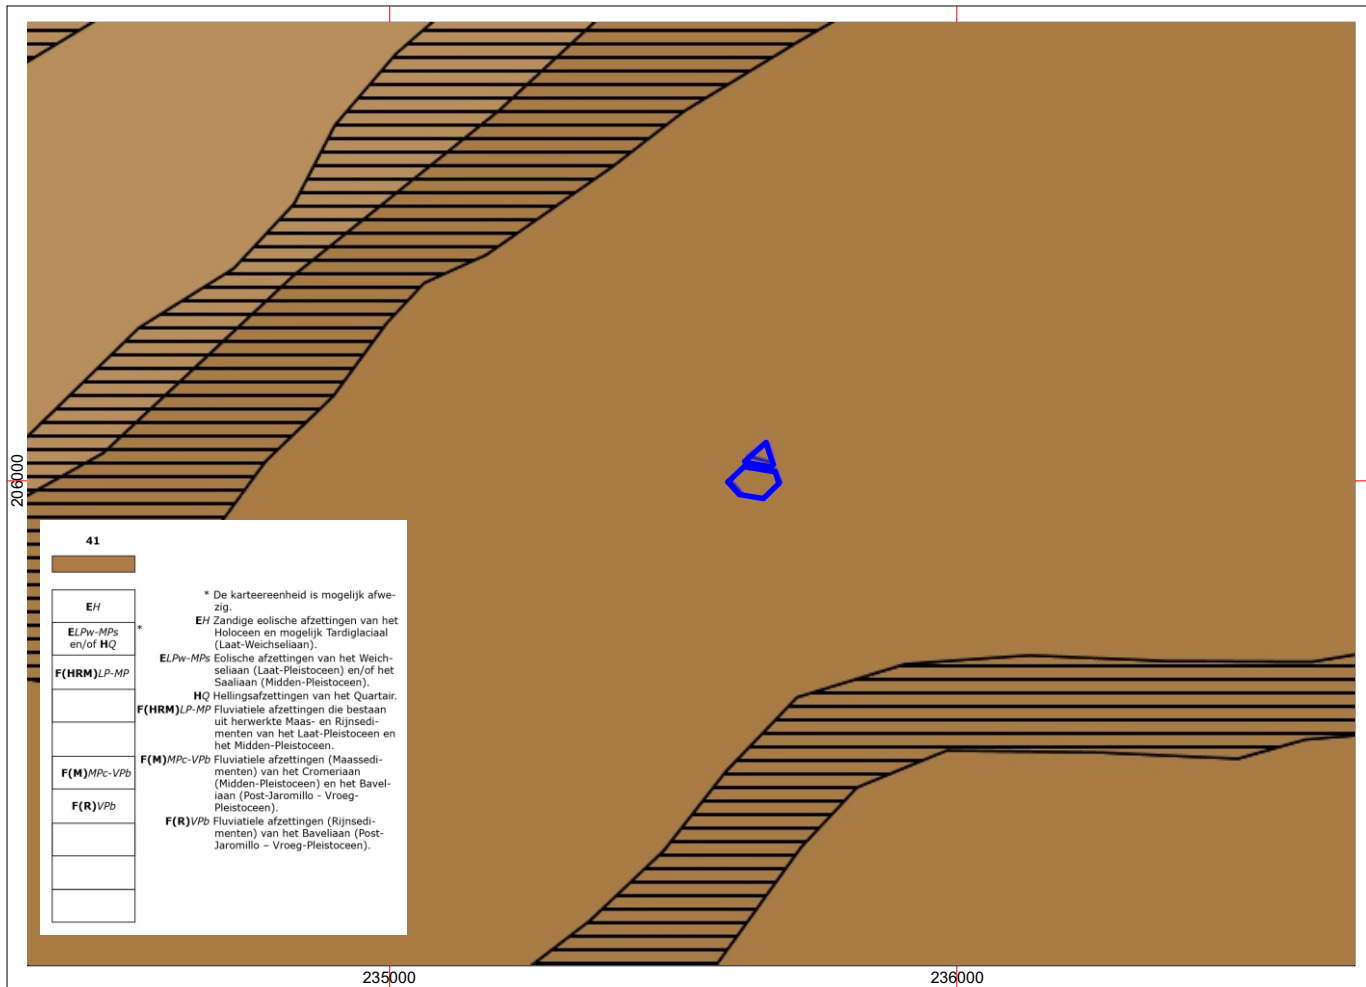 206000
41
EH
ELPw-MPs *
en/of HQ
F(HRM)LP-MP
F(M)MPc-VPb
F(R)VPb
* De karteereenheid is mogelijk afwe-
zig.
EH Zandige eolische afzettingen van het
Holoceen en mogelijk Tardiglaciaal
(Laat-Weichseliaan).
ELPw-MPs Eolische afzettingen van het Weich-
seliaan (Laat-Pleistoceen) en/of het
Saaliaan (Midden-Pleistoceen).
HQ Hellingsafzettingen van het Quartair.
F(HRM)LP-MP Fluviatiele afzettingen die bestaan
uit herwerkte Maas- en Rijnsedi-
menten van het Laat-Pleistoceen en
het Midden-Pleistoceen.
F(M)MPc-VPb Fluviatiele afzettingen (Maassedi-
menten) van het Cromeriaan
(Midden-Pleistoceen) en het Bavel-
iaan (Post-Jaromillo - Vroeg-
Pleistoceen).
F(R)VPb Fluviatiele afzettingen (Rijnsedi-
menten) van het Baveliaan (Post-
Jaromillo – Vroeg-Pleistoceen).
235000
236000